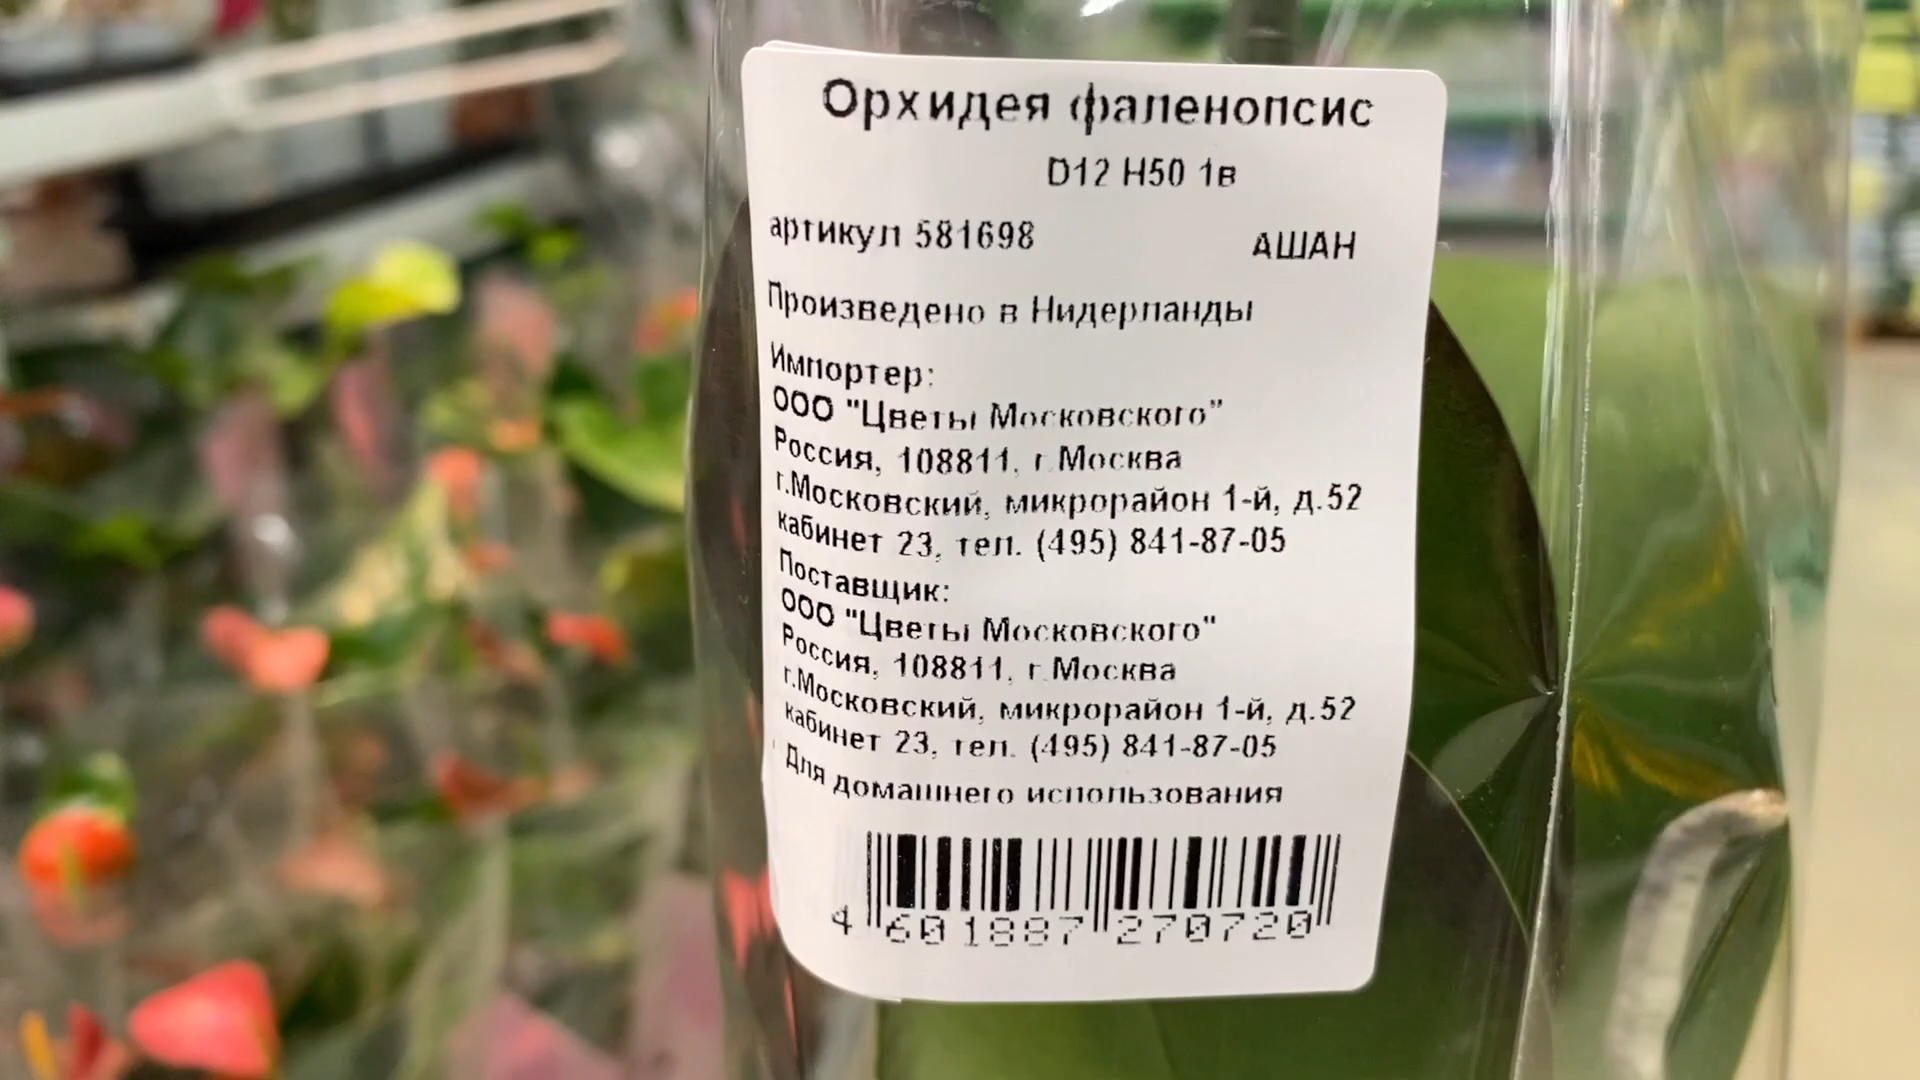 Орхидея фаленопсис
D12 H50 1в
артикул 581698 АШАН
Произведено в Нидерланды
Импортер:
ООО "Цветы Московского"
Россия, 108811, г.Москва
г.Московский, микрорайон 1-й, д.52
кабинет 23, тел. (495) 841-87-05
Поставщик:
ООО "Цветы Московского"
Россия, 108811, г.Москва
г.Московский, микрорайон 1-й, д.52
кабинет 23, тел. (495) 841-87-05
Для домашнего использования
4 601887 270720